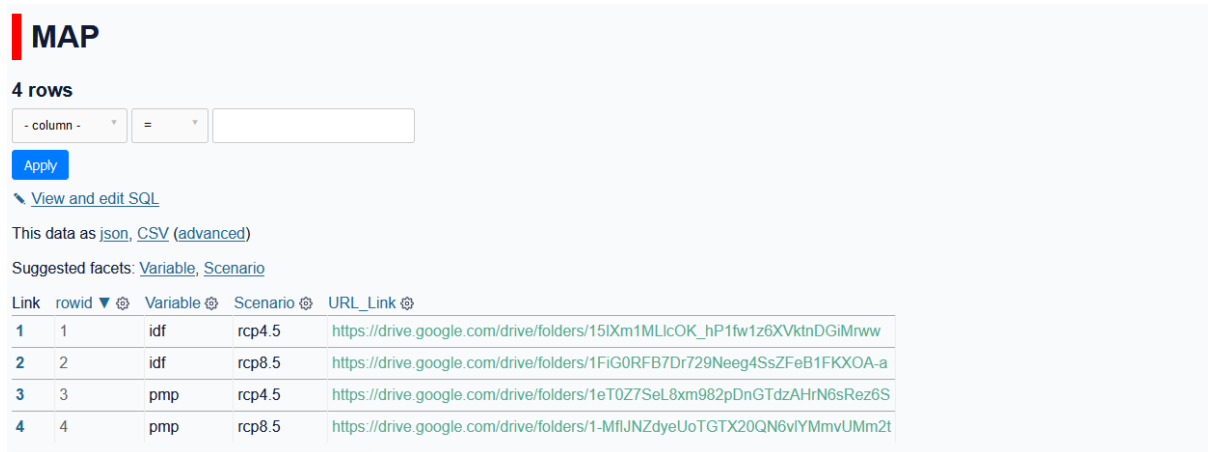 MAP
4 rows
- column - =
Apply
View and edit SQL
This data as json, CSV (advanced)
Suggested facets: Variable, Scenario
Link rowid ▼ Variable Scenario URL_Link
1 1 idf rcp4.5 https://drive.google.com/drive/folders/15lXm1MLlcOK_hP1fw1z6XVktnDGiMrww
2 2 idf rcp8.5 https://drive.google.com/drive/folders/1FiG0RFB7Dr729Neeg4SsZFeB1FKXOA-a
3 3 pmp rcp4.5 https://drive.google.com/drive/folders/1eT0Z7SeL8xm982pDnGTdzAHrN6sRez6S
4 4 pmp rcp8.5 https://drive.google.com/drive/folders/1-MflJNZdyeUoTGTX20QN6vlYMmvUMm2t